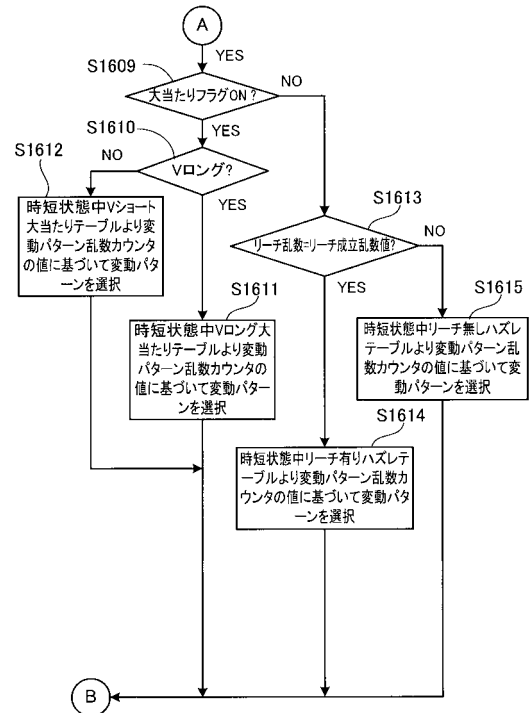 A
YES
S1609
大当たりフラグON？
NO
YES
S1610
Vロング？
S1612
NO
YES
時短状態中Vショート
大当たりテーブルより変
動パターン乱数カウンタ
の値に基づいて変動パタ
ーンを選択
S1613
リーチ乱数=リーチ成立乱数値?
NO
YES
S1611
時短状態中Vロング大
当たりテーブルより変動
パターン乱数カウンタの
値に基づいて変動パター
ンを選択
S1615
時短状態中リーチ無しハズレ
テーブルより変動パターン乱
数カウンタの値に基づいて変
動パターンを選択
S1614
時短状態中リーチ有りハズレテ
ーブルより変動パターン乱数カ
ウンタの値に基づいて変動パタ
ーンを選択
B